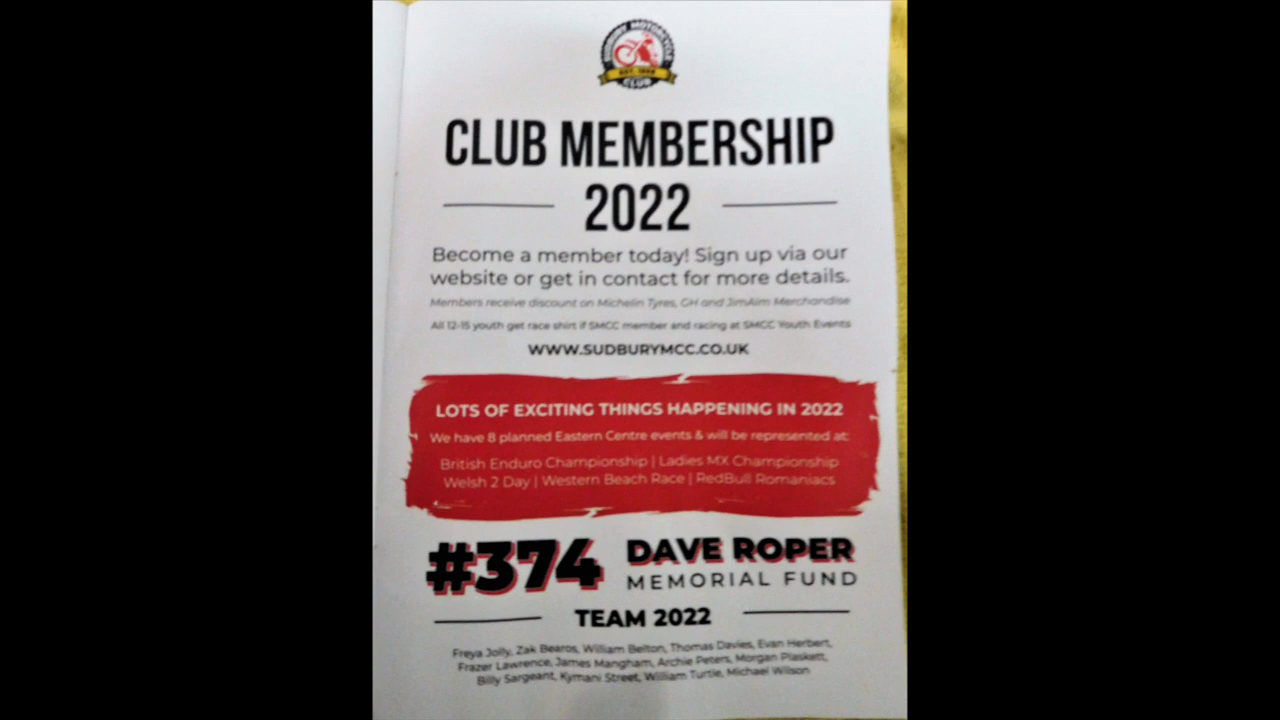 SUDBURY MOTORCYCLE
CLUB
CLUB MEMBERSHIP
2022
Become a member today! Sign up via our
website or get in contact for more details.
Members receive discount on Michelin Tyres, GH and JimAim Merchandise
All 12-15 youth get race shirt if SMCC member and racing at SMCC Youth Events
WWW.SUDBURYMCC.CO.UK
LOTS OF EXCITING THINGS HAPPENING IN 2022
We have 8 planned Eastern Centre events & will be represented at:
British Enduro Championship | Ladies MX Championship
Welsh 2 Day | Western Beach Race | RedBull Romaniacs
#374 DAVE ROPER
MEMORIAL FUND
TEAM 2022
Freya Jolly, Zak Bearos, William Belton, Thomas Davies, Evan Herbert,
Frazer Lawrence, James Mangham, Archie Peters, Morgan Plaskett,
Billy Sargeant, Kymani Street, William Turtle, Michael Wilson